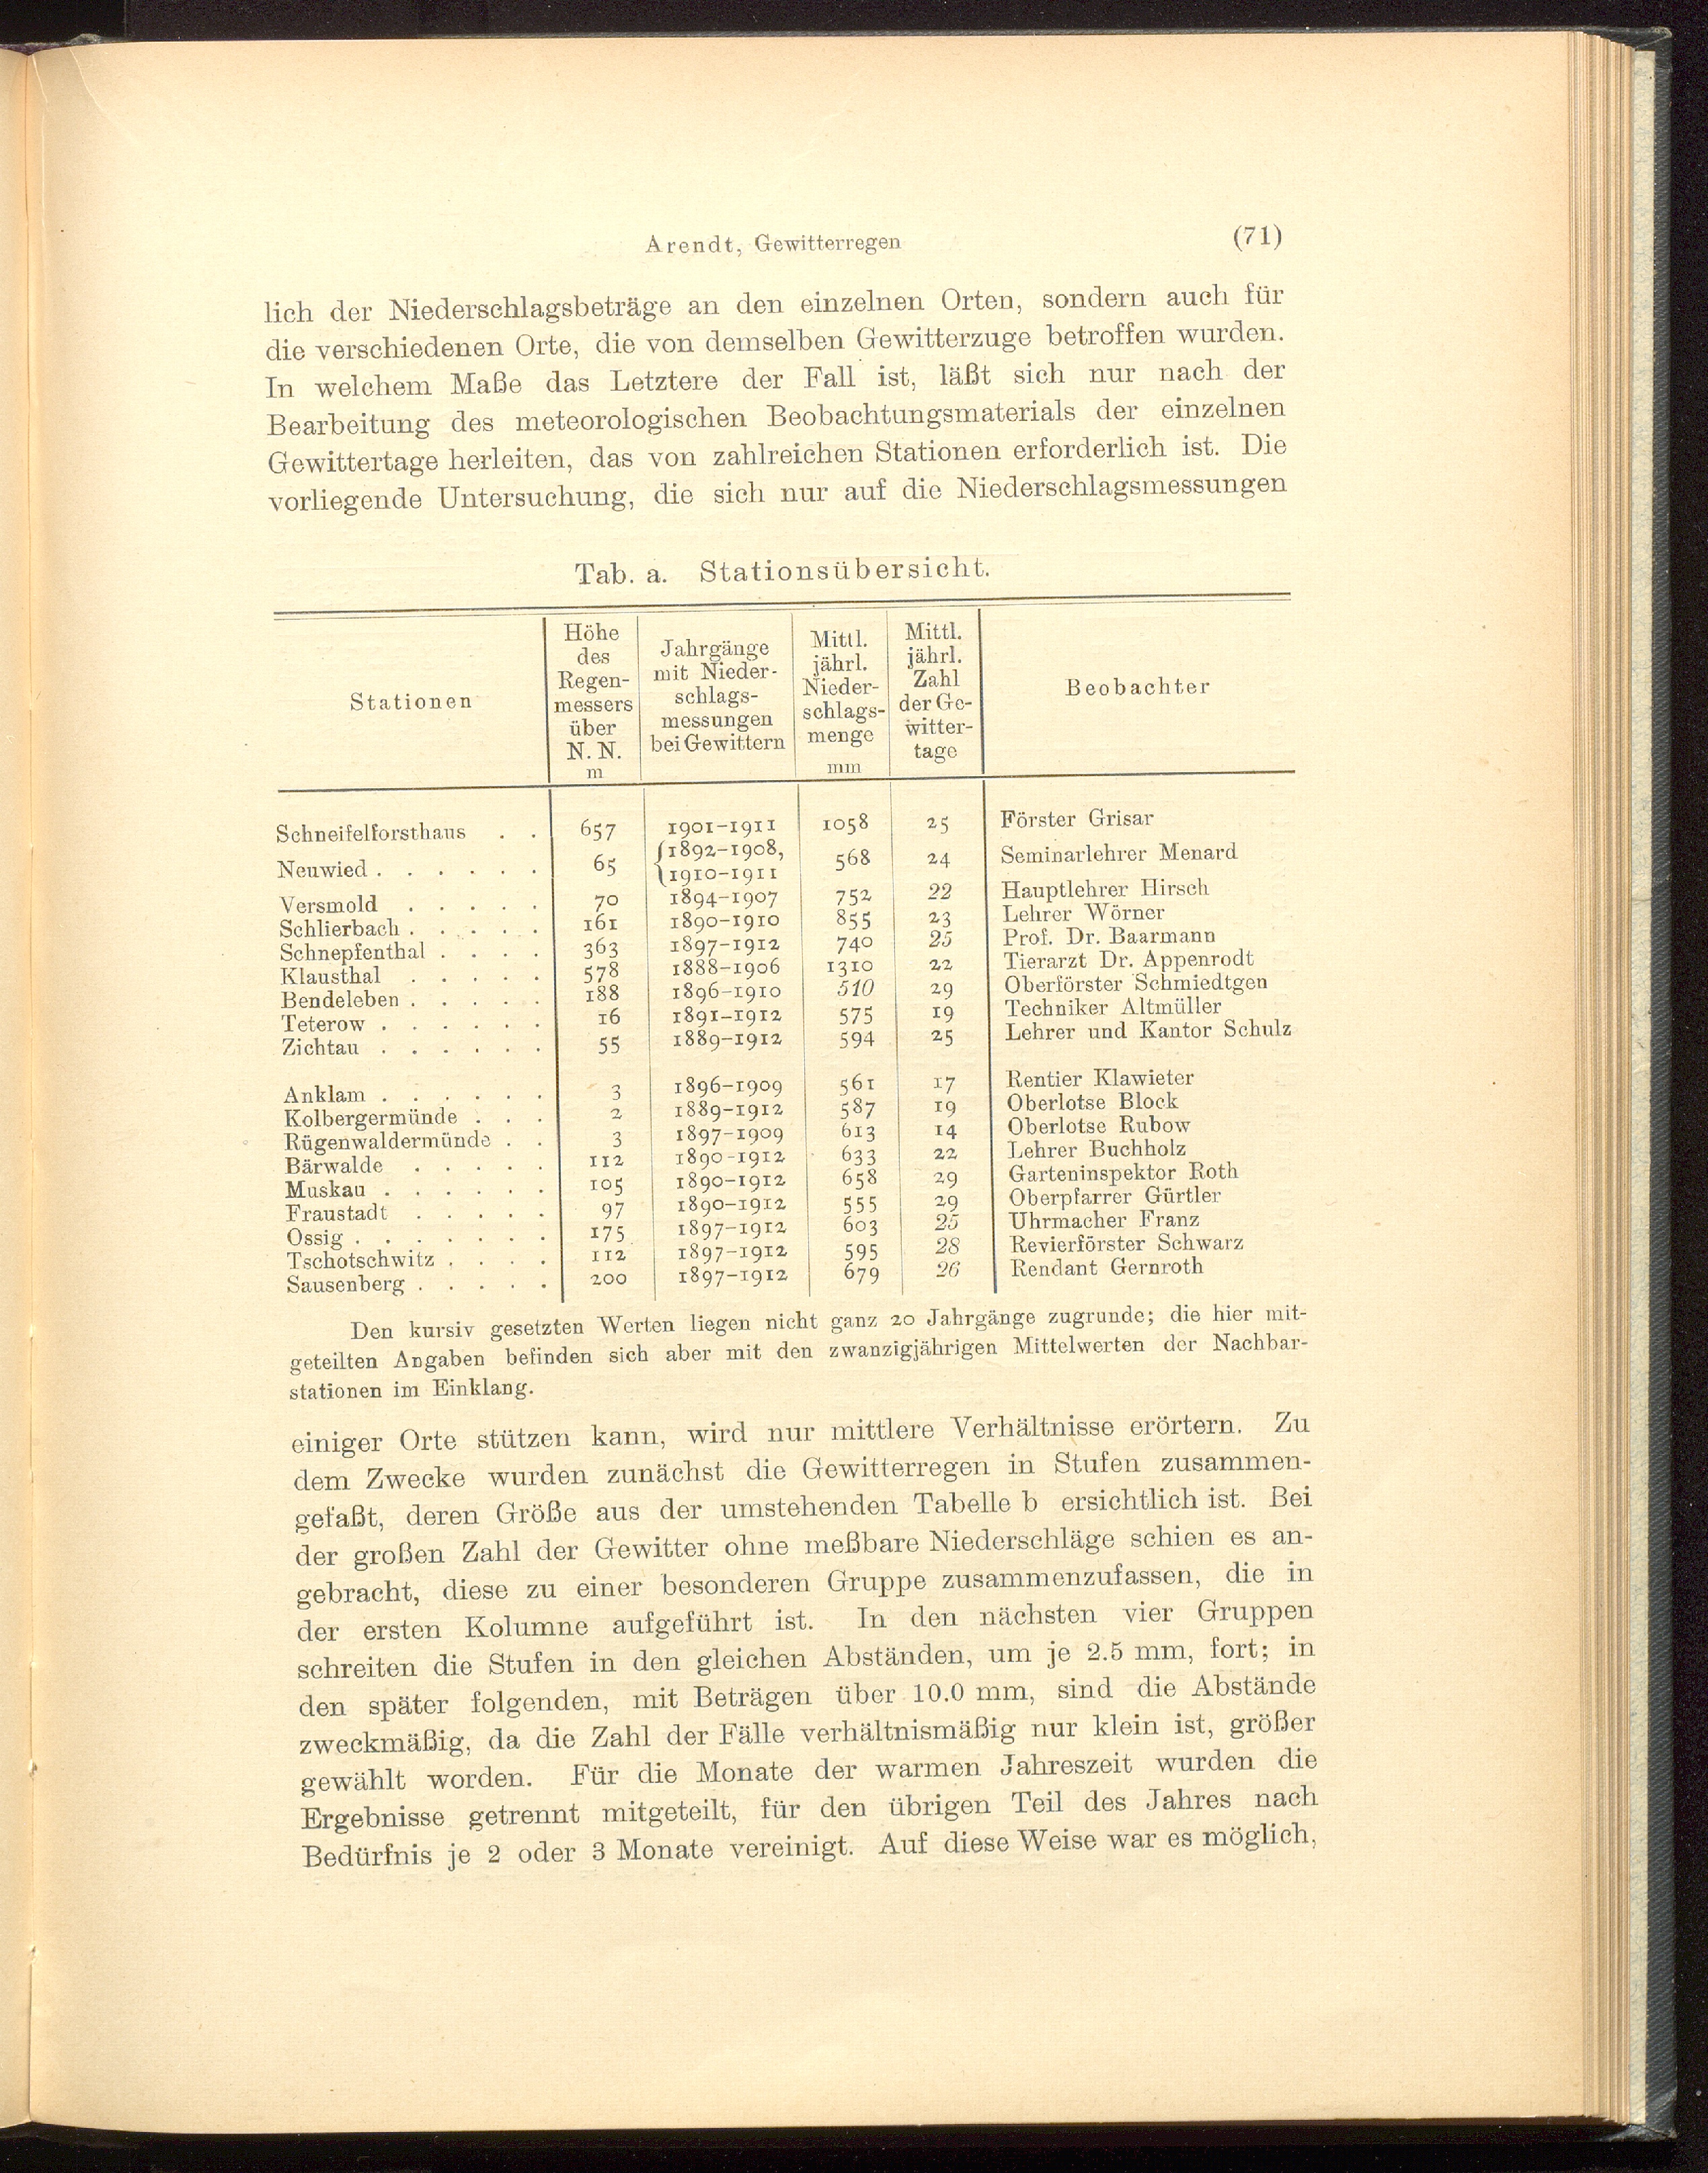 Arendt, Gewitterregen (71)
lich der Niederschlagsbeträge an den einzelnen Orten, sondern auch für
die verschiedenen Orte, die von demselben Gewitterzuge betroffen wurden.
In welchem Maße das Letztere der Fall ist, läßt sich nur nach der
Bearbeitung des meteorologischen Beobachtungsmaterials der einzelnen
Gewittertage herleiten, das von zahlreichen Stationen erforderlich ist. Die
vorliegende Untersuchung, die sich nur auf die Niederschlagsmessungen
Tab. a. Stationsübersicht.
Stationen
Höhe
des
Regen-
messers
über
N. N.
m
Jahrgänge
mit Nieder-
schlags-
messungen
bei Gewittern
Mittl.
jährl.
Nieder-
schlags-
menge
mm
Mittl.
jährl.
Zahl
der Ge-
witter-
tage
Beobachter
Schneifelforsthaus . . 657 1901–1911 1058 25 Förster Grisar
Neuwied . . . . . . 65 {1892–1908, 1910–1911 568 24 Seminarlehrer Menard
Versmold . . . . . 70 1894–1907 752 22 Hauptlehrer Hirsch
Schlierbach . . . . . 161 1890–1910 855 23 Lehrer Wörner
Schnepfenthal . . . . 363 1897–1912 740 25 Prof. Dr. Baarmann
Klausthal . . . . . 578 1888–1906 1310 22 Tierarzt Dr. Appenrodt
Bendeleben . . . . . 188 1896–1910 510 29 Oberförster Schmiedtgen
Teterow . . . . . . 16 1891–1912 575 19 Techniker Altmüller
Zichtau . . . . . . 55 1889–1912 594 25 Lehrer und Kantor Schulz
Anklam . . . . . . 3 1896–1909 561 17 Rentier Klawieter
Kolbergermünde . . . 2 1889–1912 587 19 Oberlotse Block
Rügenwaldermünde . . 3 1897–1909 613 14 Oberlotse Rubow
Bärwalde . . . . . 112 1890–1912 633 22 Lehrer Buchholz
Muskau . . . . . . 105 1890–1912 658 29 Garteninspektor Roth
Fraustadt . . . . . 97 1890–1912 555 29 Oberpfarrer Gürtler
Ossig . . . . . . . 175 1897–1912 603 25 Uhrmacher Franz
Tschotschwitz . . . . 112 1897–1912 595 28 Revierförster Schwarz
Sausenberg . . . . . 200 1897–1912 679 26 Rendant Gernroth
Den kursiv gesetzten Werten liegen nicht ganz 20 Jahrgänge zugrunde; die hier mit-
geteilten Angaben befinden sich aber mit den zwanzigjährigen Mittelwerten der Nachbar-
stationen im Einklang.
einiger Orte stützen kann, wird nur mittlere Verhältnisse erörtern. Zu
dem Zwecke wurden zunächst die Gewitterregen in Stufen zusammen-
gefaßt, deren Größe aus der umstehenden Tabelle b ersichtlich ist. Bei
der großen Zahl der Gewitter ohne meßbare Niederschläge schien es an-
gebracht, diese zu einer besonderen Gruppe zusammenzufassen, die in
der ersten Kolumne aufgeführt ist. In den nächsten vier Gruppen
schreiten die Stufen in den gleichen Abständen, um je 2.5 mm, fort; in
den später folgenden, mit Beträgen über 10.0 mm, sind die Abstände
zweckmäßig, da die Zahl der Fälle verhältnismäßig nur klein ist, größer
gewählt worden. Für die Monate der warmen Jahreszeit wurden die
Ergebnisse getrennt mitgeteilt, für den übrigen Teil des Jahres nach
Bedürfnis je 2 oder 3 Monate vereinigt. Auf diese Weise war es möglich,